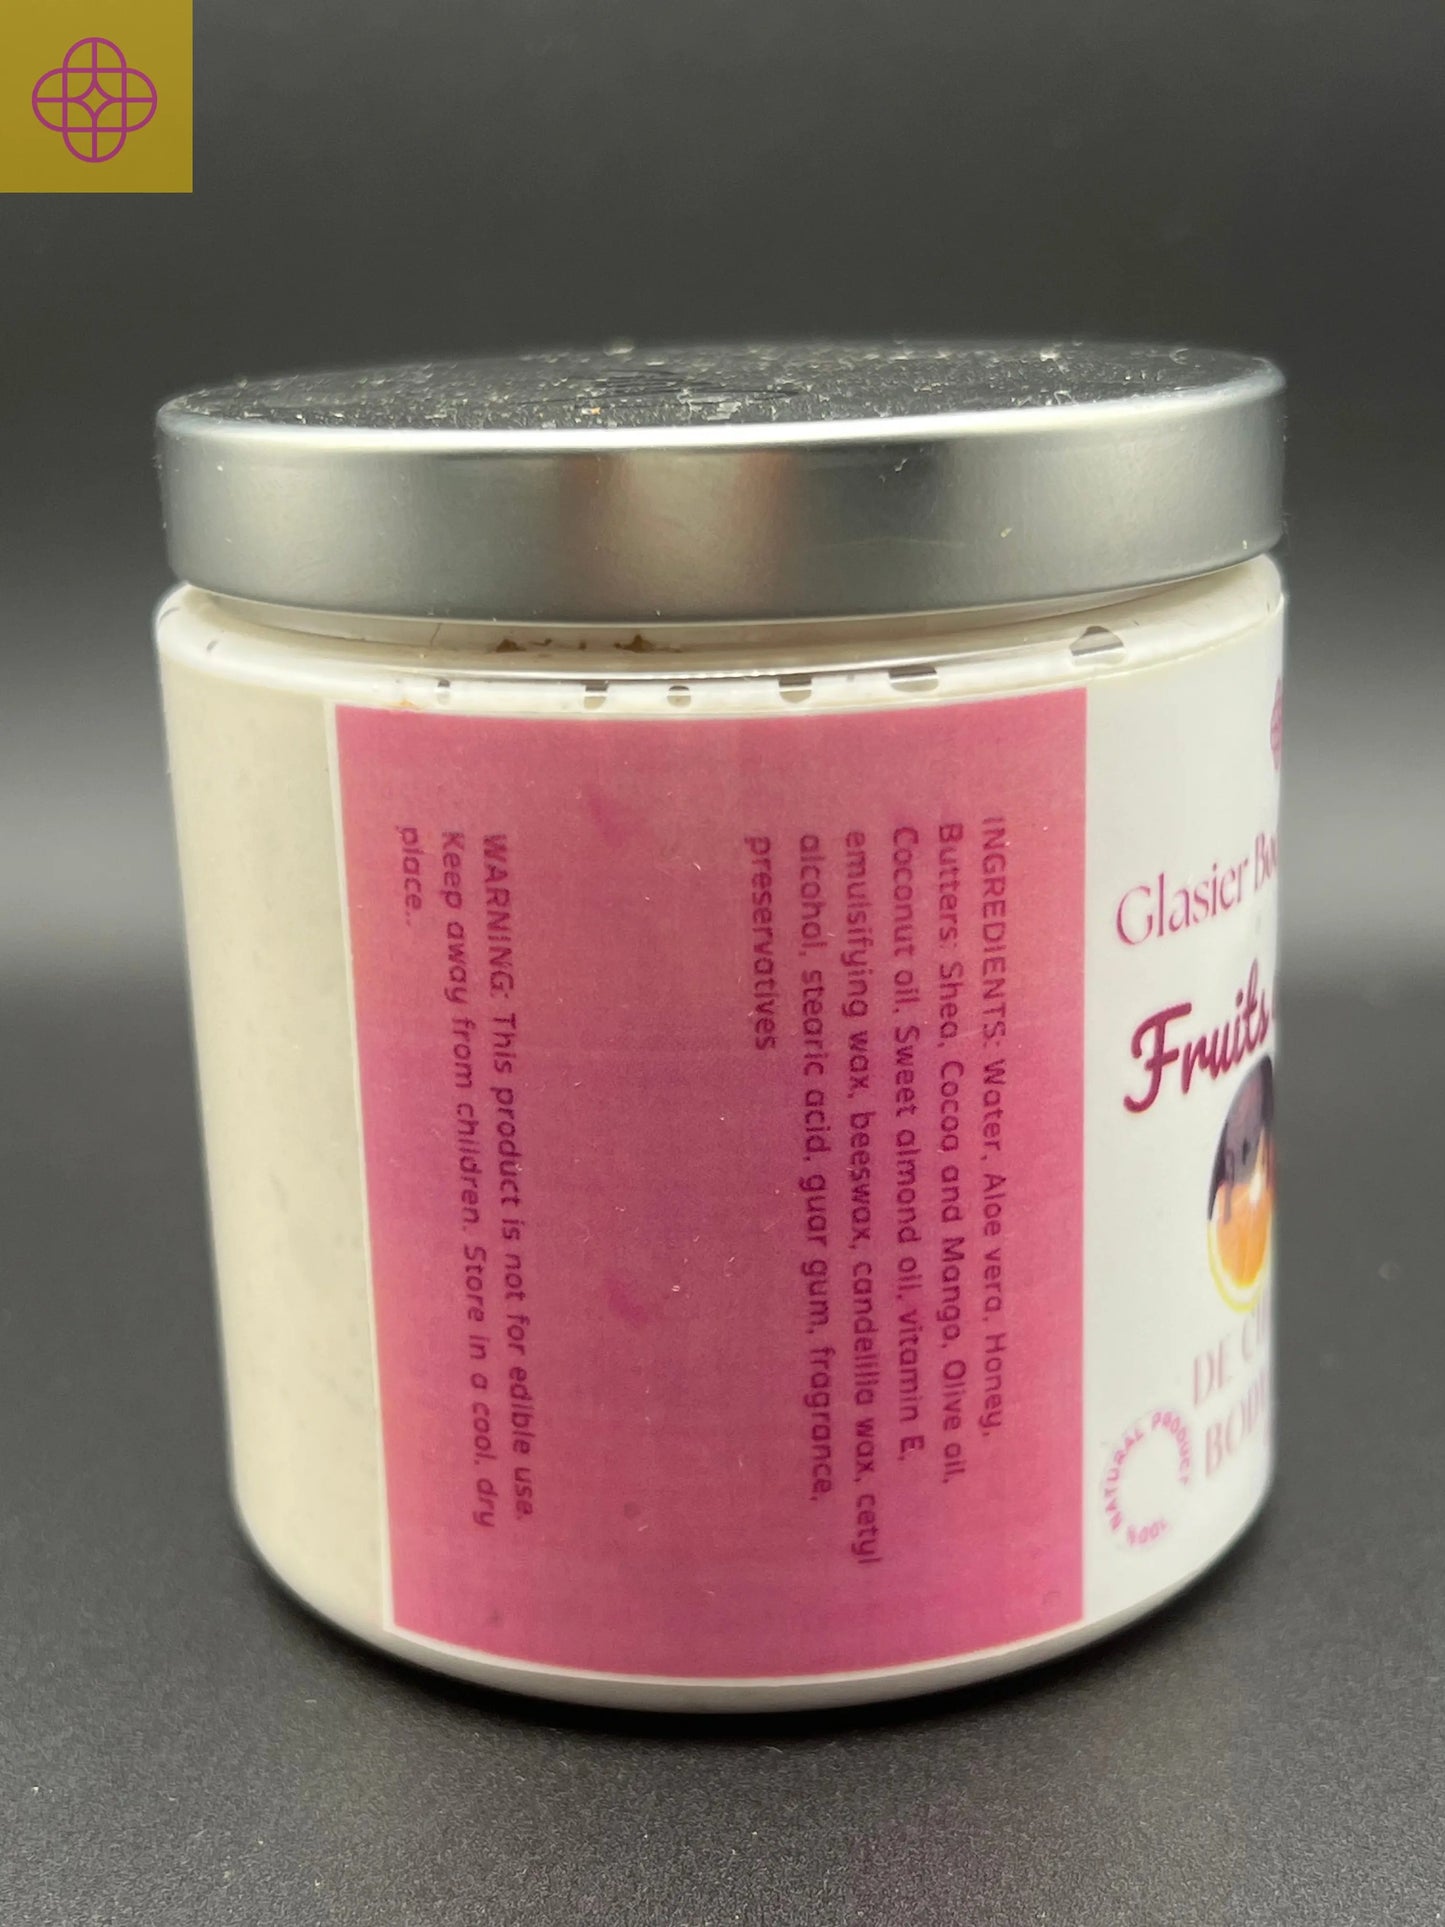 INGREDIENTS: Water, Aloe vera, Honey,
Butters: Shea, Cocoa and Mango, Olive oil,
Coconut oil, Sweet almond oil, vitamin E,
emulsifying wax, beeswax, candelilla wax, cetyl
alcohol, stearic acid, guar gum, fragrance,
preservatives
WARNING: This product is not for edible use.
Keep away from children. Store in a cool, dry
place..
Glasier
Fruits
DE
NATURAL PRODUCT